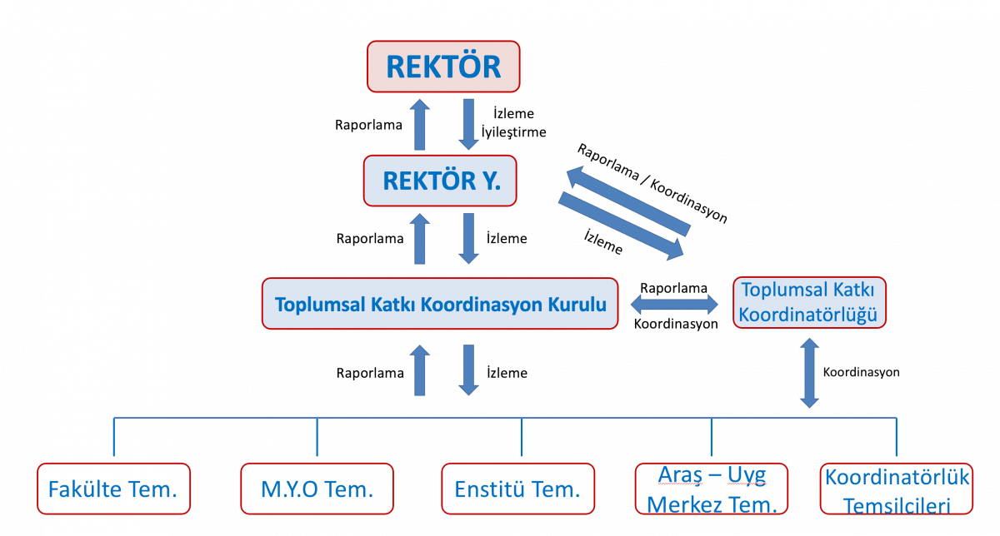 REKTÖR
Raporlama
İzleme
İyileştirme
REKTÖR Y.
Raporlama / Koordinasyon
İzleme
Raporlama
İzleme
Toplumsal Katkı Koordinasyon Kurulu
Raporlama
Koordinasyon
Toplumsal Katkı
Koordinatörlüğü
Raporlama
İzleme
Koordinasyon
Fakülte Tem.
M.Y.O Tem.
Enstitü Tem.
Araş – Uyg
Merkez Tem.
Koordinatörlük
Temsilcileri